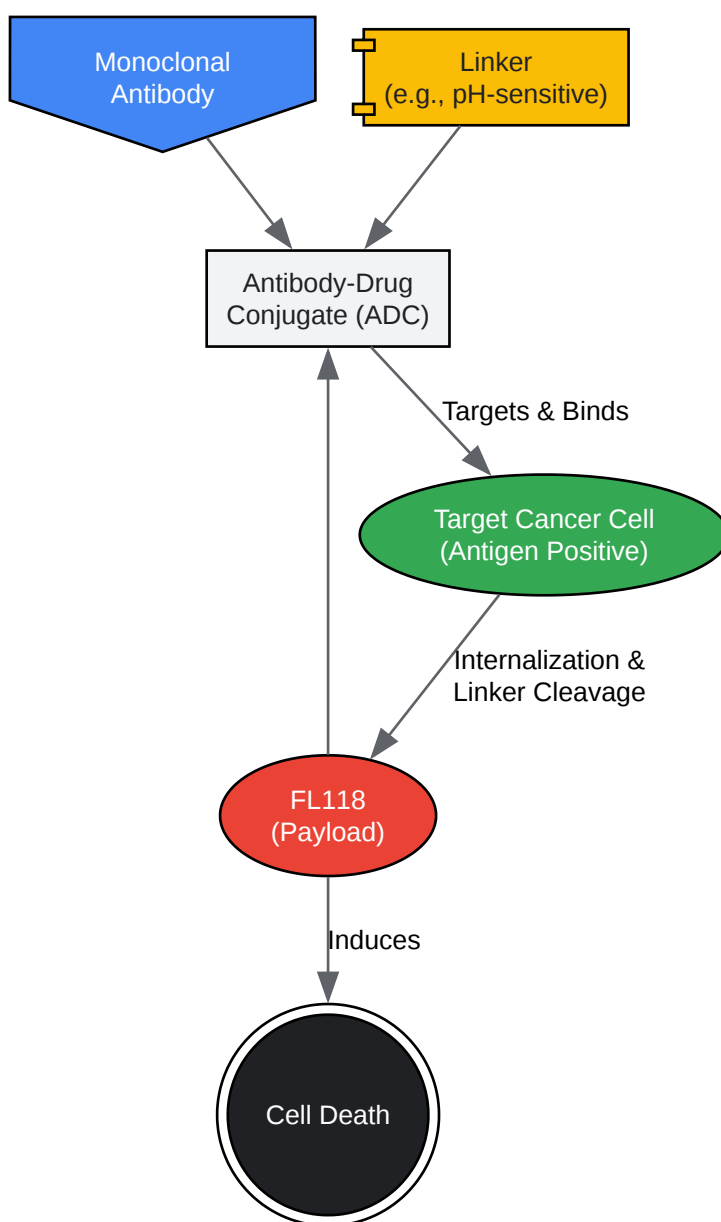 Monoclonal
Antibody
Linker
(e.g., pH-sensitive)
Antibody-Drug
Conjugate (ADC)
Targets & Binds
Target Cancer Cell
(Antigen Positive)
Internalization &
Linker Cleavage
FL118
(Payload)
Induces
Cell Death